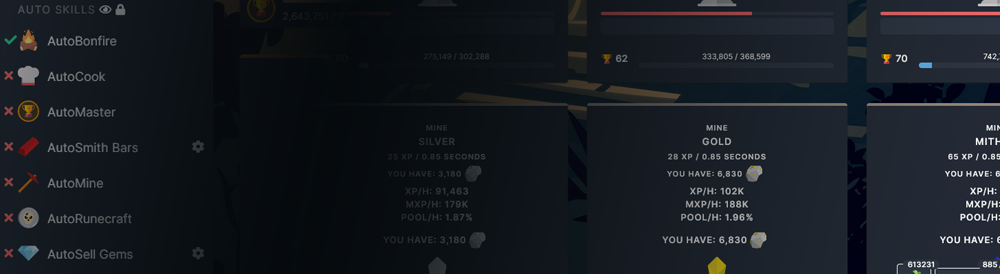 AUTO SKILLS
AutoBonfire
AutoCook
AutoMaster
AutoSmith Bars
AutoMine
AutoRunecraft
AutoSell Gems
275,149 / 302,288
MINE
SILVER
25 XP / 0.85 SECONDS
YOU HAVE: 3,180
XP/H: 91,463
MXP/H: 179K
POOL/H: 1.87%
YOU HAVE: 3,180
62
333,805 / 368,599
MINE
GOLD
28 XP / 0.85 SECONDS
YOU HAVE: 6,830
XP/H: 102K
MXP/H: 188K
POOL/H: 1.96%
YOU HAVE: 6,830
70
742,
MINE
MITH
65 XP / 0.85 S
YOU HAVE: 6
XP/H:
MXP/H:
POOL/H:
YOU HAVE: 6
613231
885